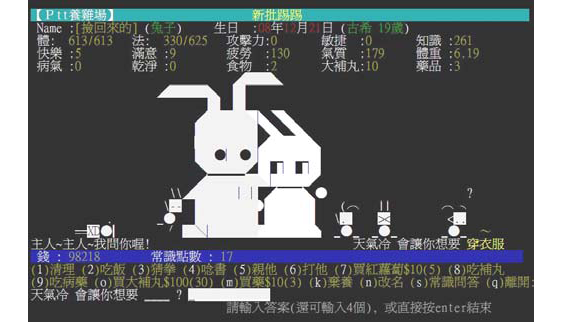 【Ptt養雞場】 新批踢踢
Name :[撿回來的] (兔子) 生日 :08年12月21日 (古希 19歲)
體: 613/613 法: 330/625 攻擊力:0 敏捷 :0 知識 :261
快樂 :5 滿意 :9 疲勞 :130 氣質 :179 體重 :6.19
病氣 :0 乾淨 :0 食物 :2 大補丸:10 藥品 :3
主人~主人~我問你喔! 天氣冷 會讓你想要 穿衣服
錢 : 98218 常識點數 : 17
(1)清理 (2)吃飯 (3)猜拳 (4)唸書 (5)親他 (6)打他 (7)買紅蘿蔔$10(5) (8)吃補丸
(9)吃病藥 (o)買大補丸$100(30) (m)買藥$10(3) (k)棄養 (n)改名 (s)常識問答 (q)離開:
天氣冷 會讓你想要 ____ ?
請輸入答案(還可輸入4個), 或直接按enter結束